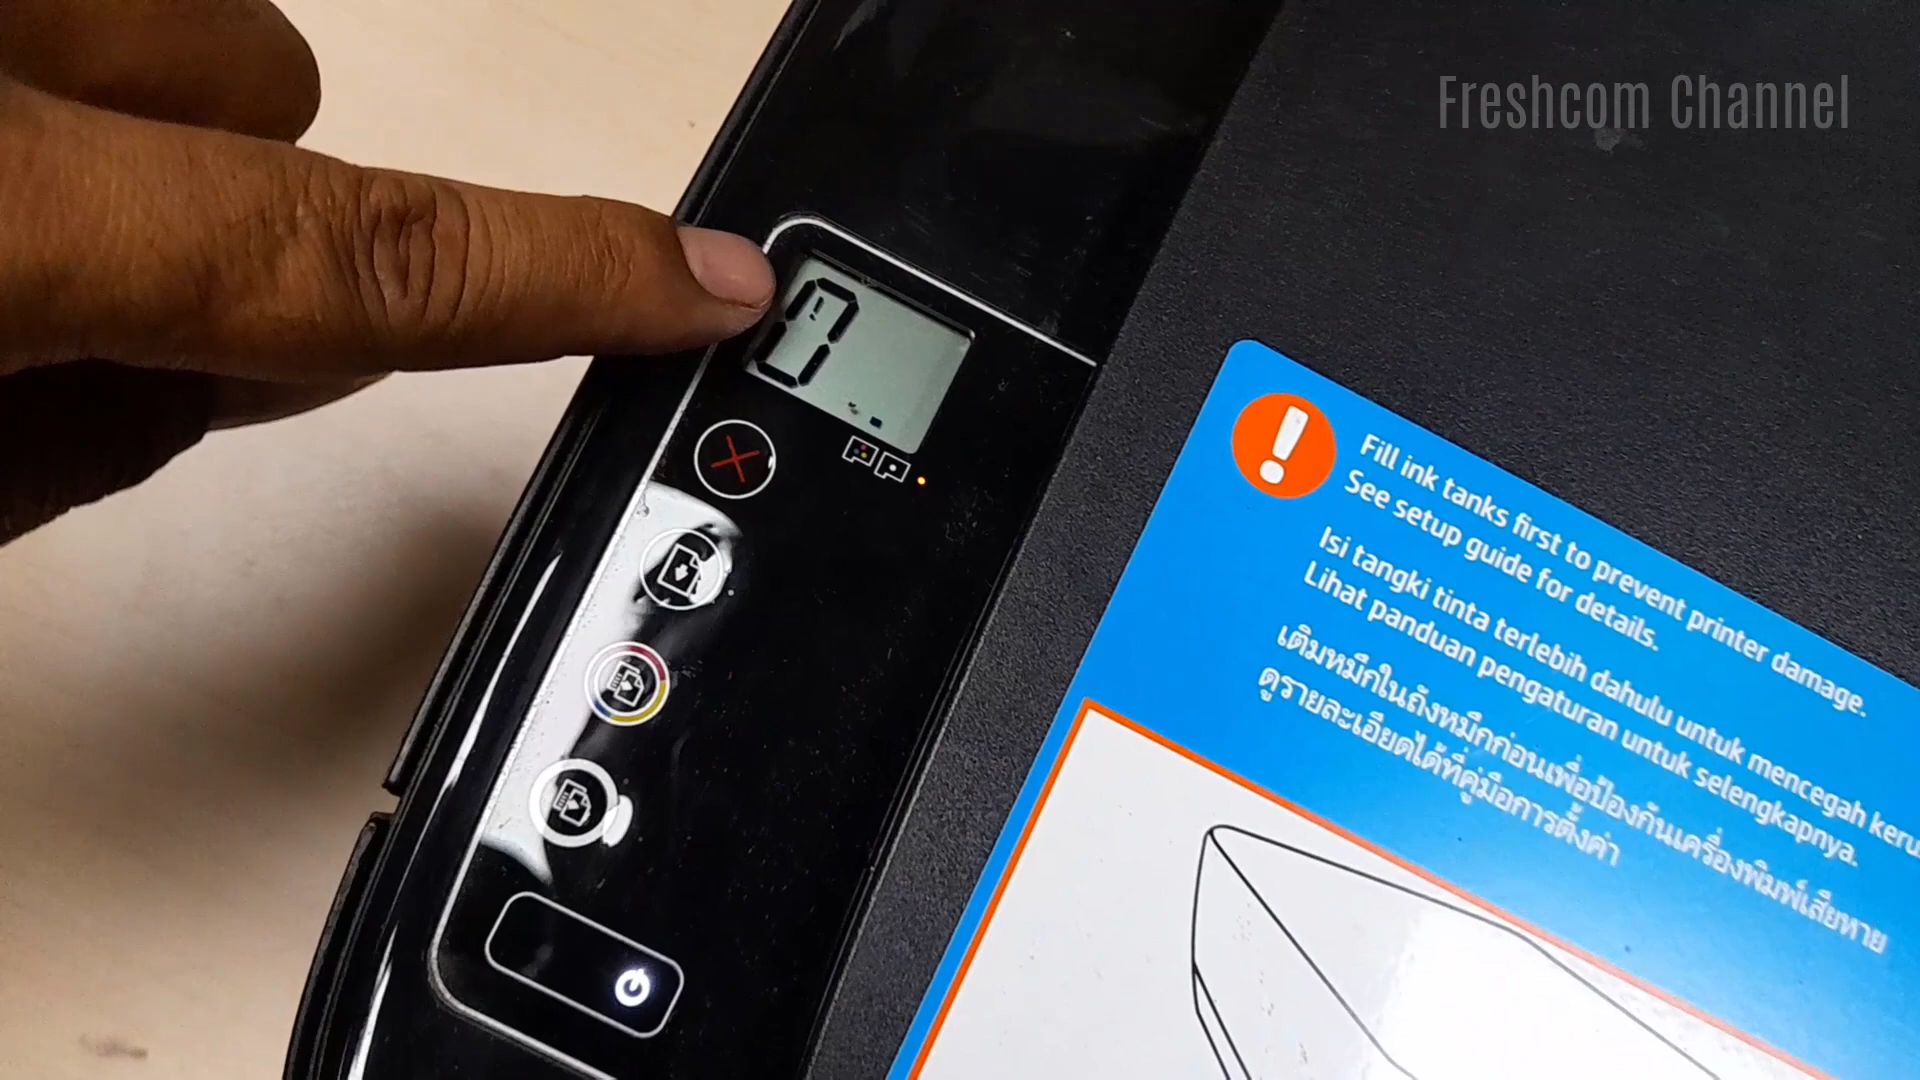 Freshcom Channel
0
Fill ink tanks first to prevent printer damage.
See setup guide for details.
Isi tangki tinta terlebih dahulu untuk mencegah
Lihat panduan pengaturan untuk selengkapnya.
เติมหมึกในถังหมึกก่อนเพื่อป้องกันเครื่องพิมพ์เสียหาย
ดูรายละเอียดได้ที่คู่มือการตั้งค่า